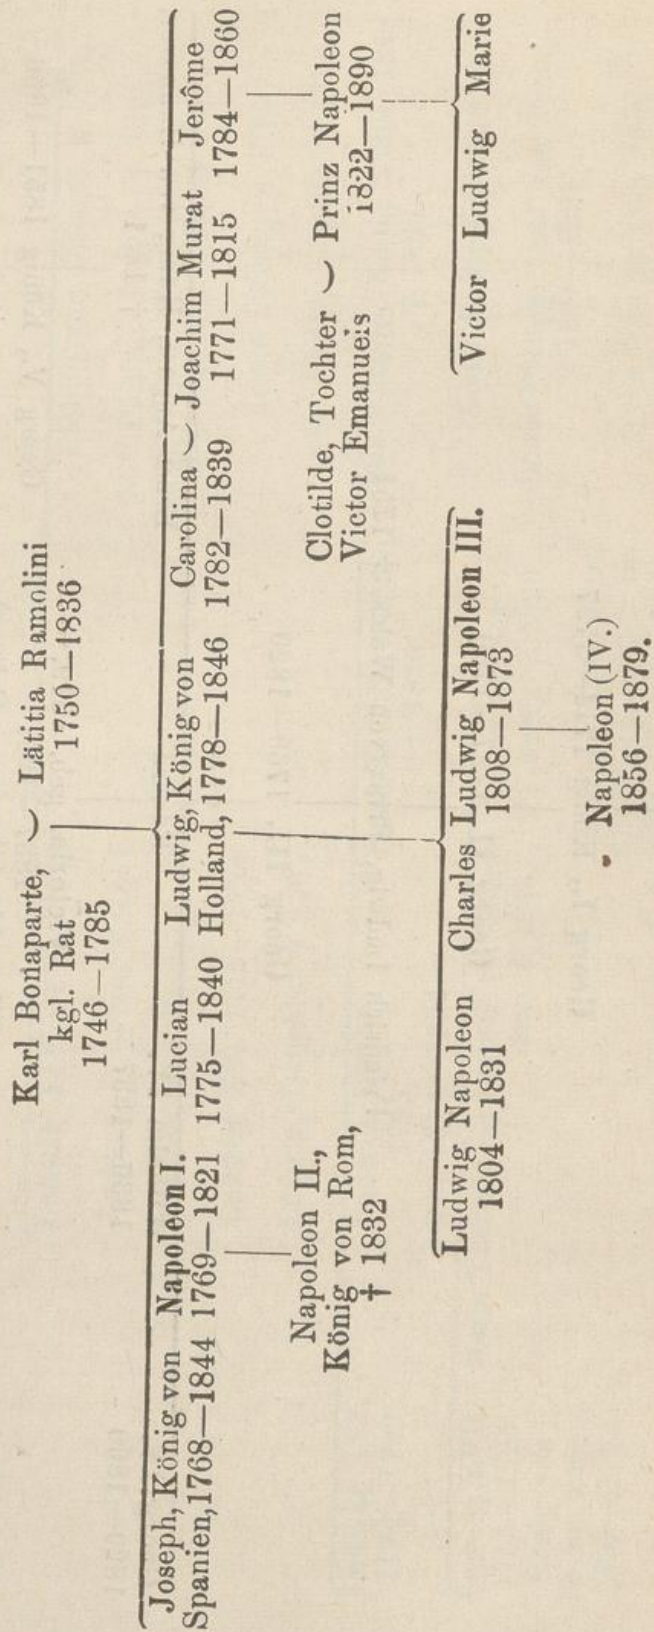 Karl Bonaparte, ⌣ Lätitia Ramolini
kgl. Rat 1750—1836
1746—1785
Joseph, König von Napoleon I. Lucian Ludwig, König von Carolina ⌣ Joachim Murat Jerôme
Spanien, 1768—1844 1769—1821 1775—1840 Holland, 1778—1846 1782—1839 1771—1815 1784—1860
Napoleon II., Clotilde, Tochter ⌣ Prinz Napoleon
König von Rom, Victor Emanuels 1822—1890
† 1832
Ludwig Napoleon Charles Ludwig Napoleon III. Victor Ludwig Marie
1804—1831 1808—1873
Napoleon (IV.)
1856—1879.